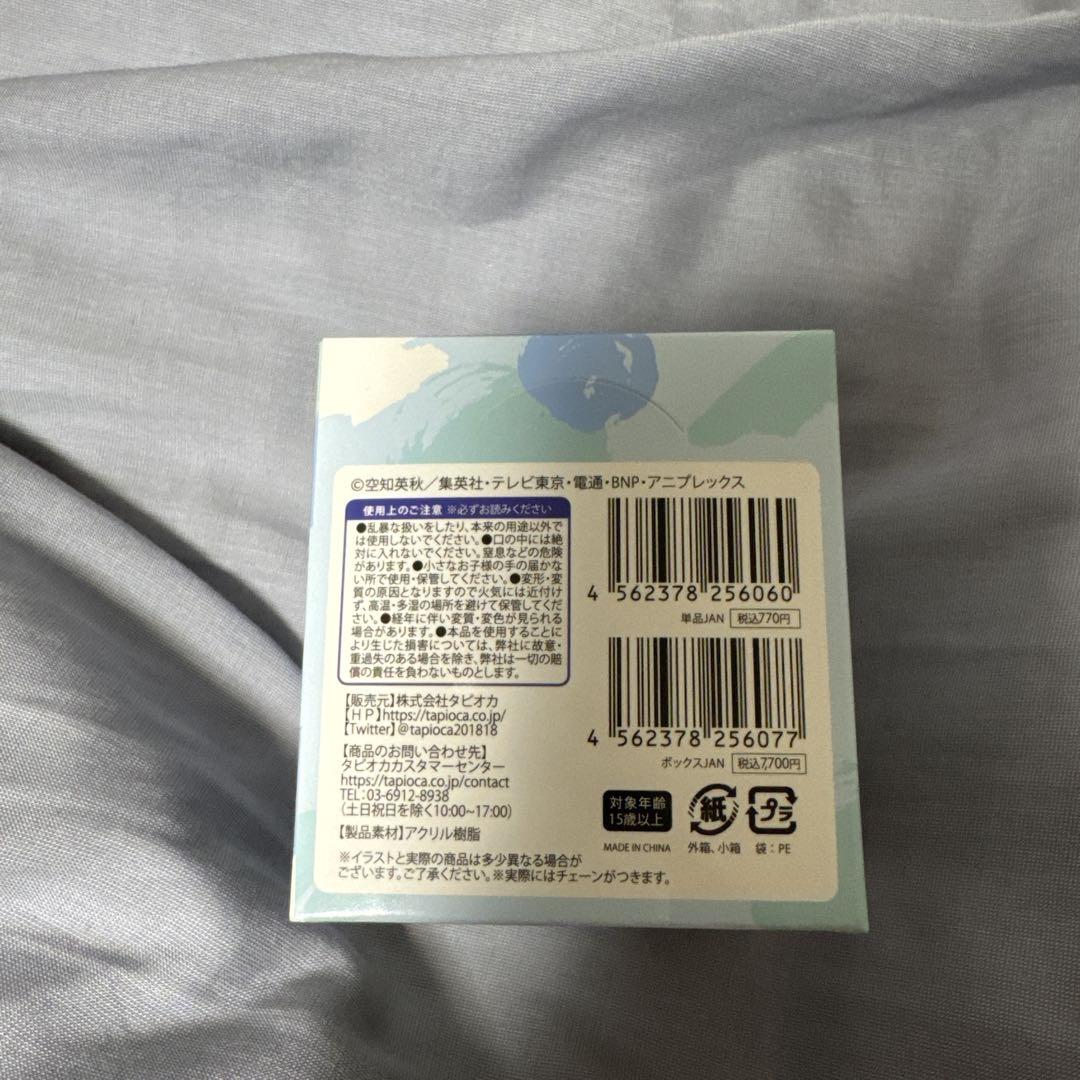 ©空知英秋／集英社・テレビ東京・電通・BNP・アニプレックス
使用上のご注意 ※必ずお読みください
●乱暴な扱いをしたり、本来の用途以外で
は使用しないでください。●口の中には絶
対に入れないでください。窒息などの危険
があります。●小さなお子様の手の届かな
い所で使用・保管してください。●変形・変
質の原因となりますので火気には近付け
ず、高温・多湿の場所を避けて保管してくだ
さい。●経年に伴い変質・変色が見られる
場合があります。●本品を使用することに
より生じた損害については、弊社に故意・
重過失のある場合を除き、弊社は一切の賠
償の責任を負わないものとします。
【販売元】株式会社タピオカ
【ＨＰ】https://tapioca.co.jp/
【Twitter】@tapioca201818
【商品のお問い合わせ先】
タピオカカスタマーセンター
https://tapioca.co.jp/contact
TEL:03-6912-8938
（土日祝日を除く10:00~17:00）
【製品素材】アクリル樹脂
※イラストと実際の商品は多少異なる場合が
ございます。ご了承ください。※実際にはチェーンがつきます。
4 562378 256060
単品JAN 税込770円
4 562378 256077
ボックスJAN 税込7,700円
対象年齢
15歳以上
MADE IN CHINA
紙
外箱、小箱
プラ
袋：PE